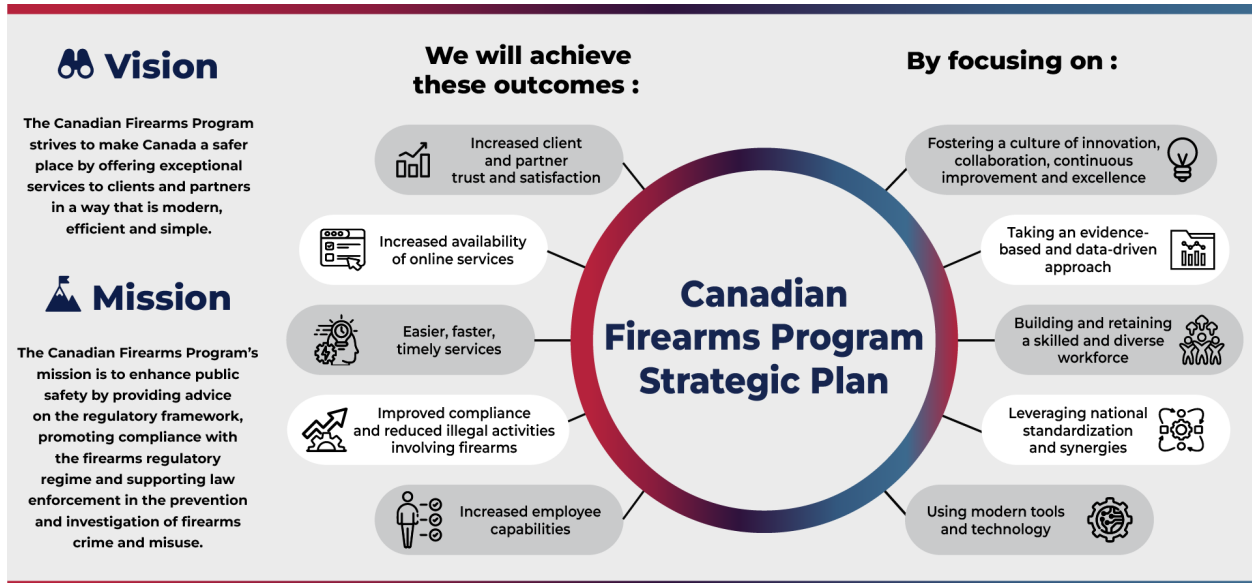 Vision
The Canadian Firearms Program
strives to make Canada a safer
place by offering exceptional
services to clients and partners
in a way that is modern,
efficient and simple.
Mission
The Canadian Firearms Program’s
mission is to enhance public
safety by providing advice
on the regulatory framework,
promoting compliance with
the firearms regulatory
regime and supporting law
enforcement in the prevention
and investigation of firearms
crime and misuse.
We will achieve
these outcomes :
Increased client
and partner
trust and satisfaction
Increased availability
of online services
Easier, faster,
timely services
Improved compliance
and reduced illegal activities
involving firearms
Increased employee
capabilities
Canadian
Firearms Program
Strategic Plan
By focusing on :
Fostering a culture of innovation,
collaboration, continuous
improvement and excellence
Taking an evidence-
based and data-driven
approach
Building and retaining
a skilled and diverse
workforce
Leveraging national
standardization
and synergies
Using modern tools
and technology